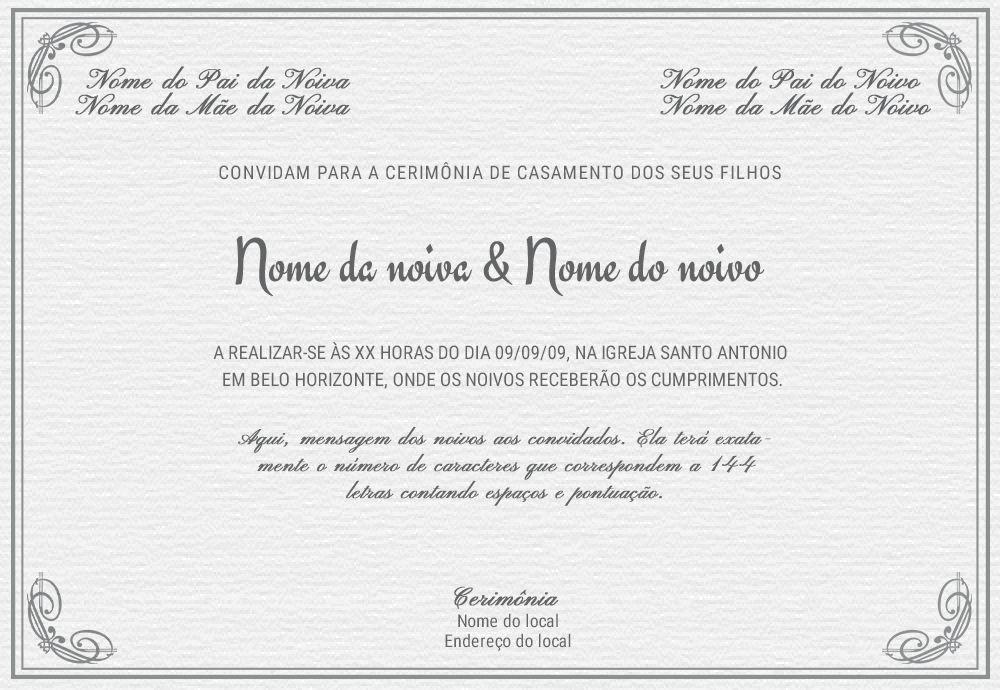 Nome do Pai da Noiva
Nome da Mãe da Noiva
Nome do Pai do Noivo
Nome da Mãe do Noivo
CONVIDAM PARA A CERIMÔNIA DE CASAMENTO DOS SEUS FILHOS
Nome da noiva & Nome do noivo
A REALIZAR-SE ÀS XX HORAS DO DIA 09/09/09, NA IGREJA SANTO ANTONIO
EM BELO HORIZONTE, ONDE OS NOIVOS RECEBERÃO OS CUMPRIMENTOS.
Aqui, mensagem dos noivos aos convidados. Ela terá exata-
mente o número de caracteres que correspondem a 144
letras contando espaços e pontuação.
Cerimônia
Nome do local
Endereço do local